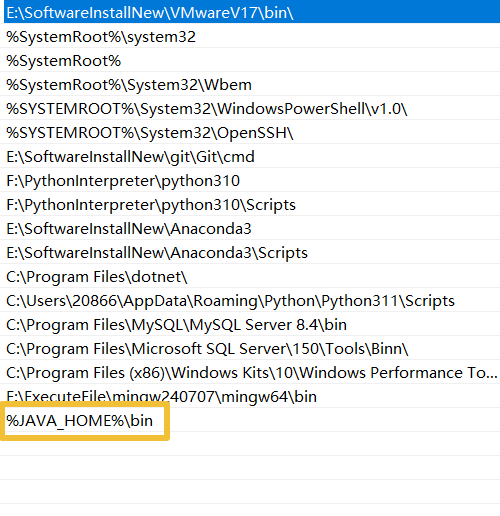 E:\SoftwareInstallNew\VMwareV17\bin\
%SystemRoot%\system32
%SystemRoot%
%SystemRoot%\System32\Wbem
%SYSTEMROOT%\System32\WindowsPowerShell\v1.0\
%SYSTEMROOT%\System32\OpenSSH\
E:\SoftwareInstallNew\git\Git\cmd
F:\PythonInterpreter\python310
F:\PythonInterpreter\python310\Scripts
E:\SoftwareInstallNew\Anaconda3
E:\SoftwareInstallNew\Anaconda3\Scripts
C:\Program Files\dotnet\
C:\Users\20866\AppData\Roaming\Python\Python311\Scripts
C:\Program Files\MySQL\MySQL Server 8.4\bin
C:\Program Files\Microsoft SQL Server\150\Tools\Binn\
C:\Program Files (x86)\Windows Kits\10\Windows Performance To...
F:\ExecuteFile\mingw240707\mingw64\bin
%JAVA_HOME%\bin